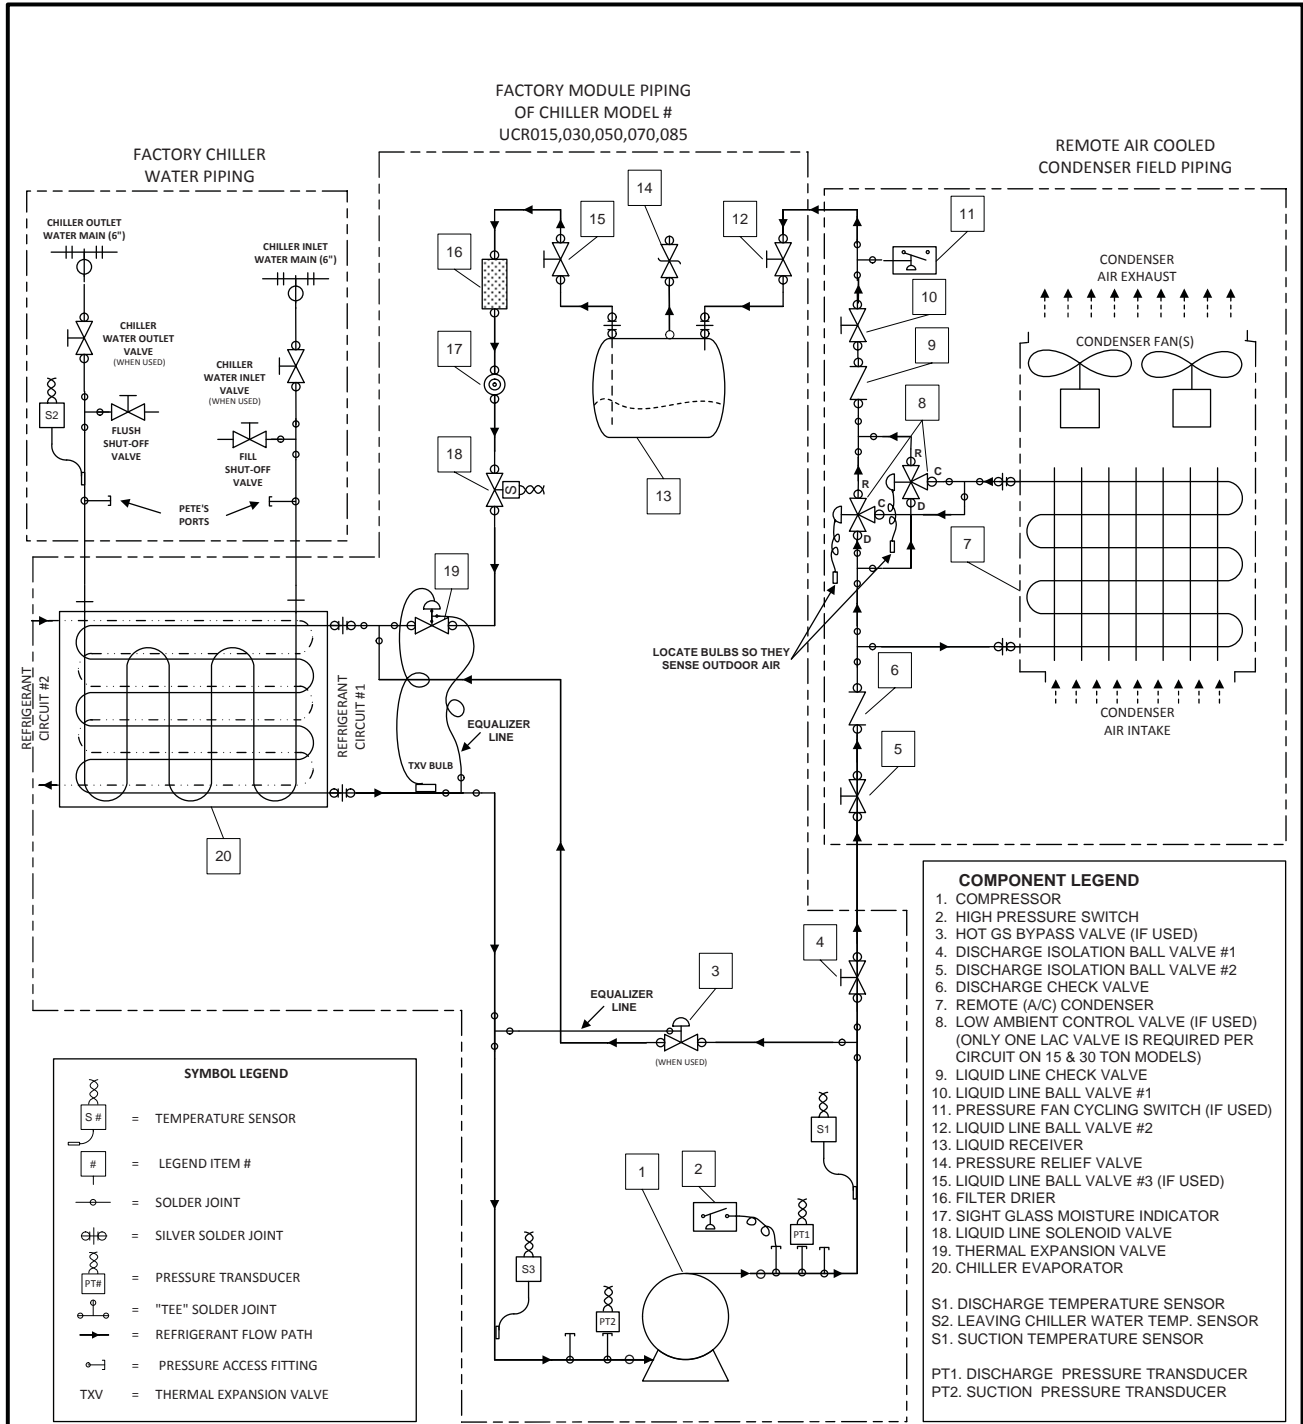 FACTORY MODULE PIPING
OF CHILLER MODEL #
UCR015,030,050,070,085
FACTORY CHILLER
WATER PIPING
REMOTE AIR COOLED
CONDENSER FIELD PIPING
CHILLER OUTLET
WATER MAIN (6")
CHILLER INLET
WATER MAIN (6")
CHILLER
WATER OUTLET
VALVE
(WHEN USED)
CHILLER
WATER INLET
VALVE
(WHEN USED)
S2
FLUSH
SHUT-OFF
VALVE
FILL
SHUT-OFF
VALVE
PETE'S
PORTS
16
15
14
12
17
18
S
13
11
10
9
8
CONDENSER
AIR EXHAUST
CONDENSER FAN(S)
R
C
D
R
C
D
7
LOCATE BULBS SO THEY
SENSE OUTDOOR AIR
6
5
CONDENSER
AIR INTAKE
19
REFRIGERANT
CIRCUIT #2
REFRIGERANT
CIRCUIT #1
EQUALIZER
LINE
TXV BULB
20
4
3
EQUALIZER
LINE
(WHEN USED)
S1
1
2
PT1
S3
PT2
SYMBOL LEGEND
S # = TEMPERATURE SENSOR
# = LEGEND ITEM #
= SOLDER JOINT
= SILVER SOLDER JOINT
PT# = PRESSURE TRANSDUCER
= "TEE" SOLDER JOINT
= REFRIGERANT FLOW PATH
= PRESSURE ACCESS FITTING
TXV = THERMAL EXPANSION VALVE
COMPONENT LEGEND
1. COMPRESSOR
2. HIGH PRESSURE SWITCH
3. HOT GS BYPASS VALVE (IF USED)
4. DISCHARGE ISOLATION BALL VALVE #1
5. DISCHARGE ISOLATION BALL VALVE #2
6. DISCHARGE CHECK VALVE
7. REMOTE (A/C) CONDENSER
8. LOW AMBIENT CONTROL VALVE (IF USED)
(ONLY ONE LAC VALVE IS REQUIRED PER
CIRCUIT ON 15 & 30 TON MODELS)
9. LIQUID LINE CHECK VALVE
10. LIQUID LINE BALL VALVE #1
11. PRESSURE FAN CYCLING SWITCH (IF USED)
12. LIQUID LINE BALL VALVE #2
13. LIQUID RECEIVER
14. PRESSURE RELIEF VALVE
15. LIQUID LINE BALL VALVE #3 (IF USED)
16. FILTER DRIER
17. SIGHT GLASS MOISTURE INDICATOR
18. LIQUID LINE SOLENOID VALVE
19. THERMAL EXPANSION VALVE
20. CHILLER EVAPORATOR
S1. DISCHARGE TEMPERATURE SENSOR
S2. LEAVING CHILLER WATER TEMP. SENSOR
S1. SUCTION TEMPERATURE SENSOR
PT1. DISCHARGE PRESSURE TRANSDUCER
PT2. SUCTION PRESSURE TRANSDUCER